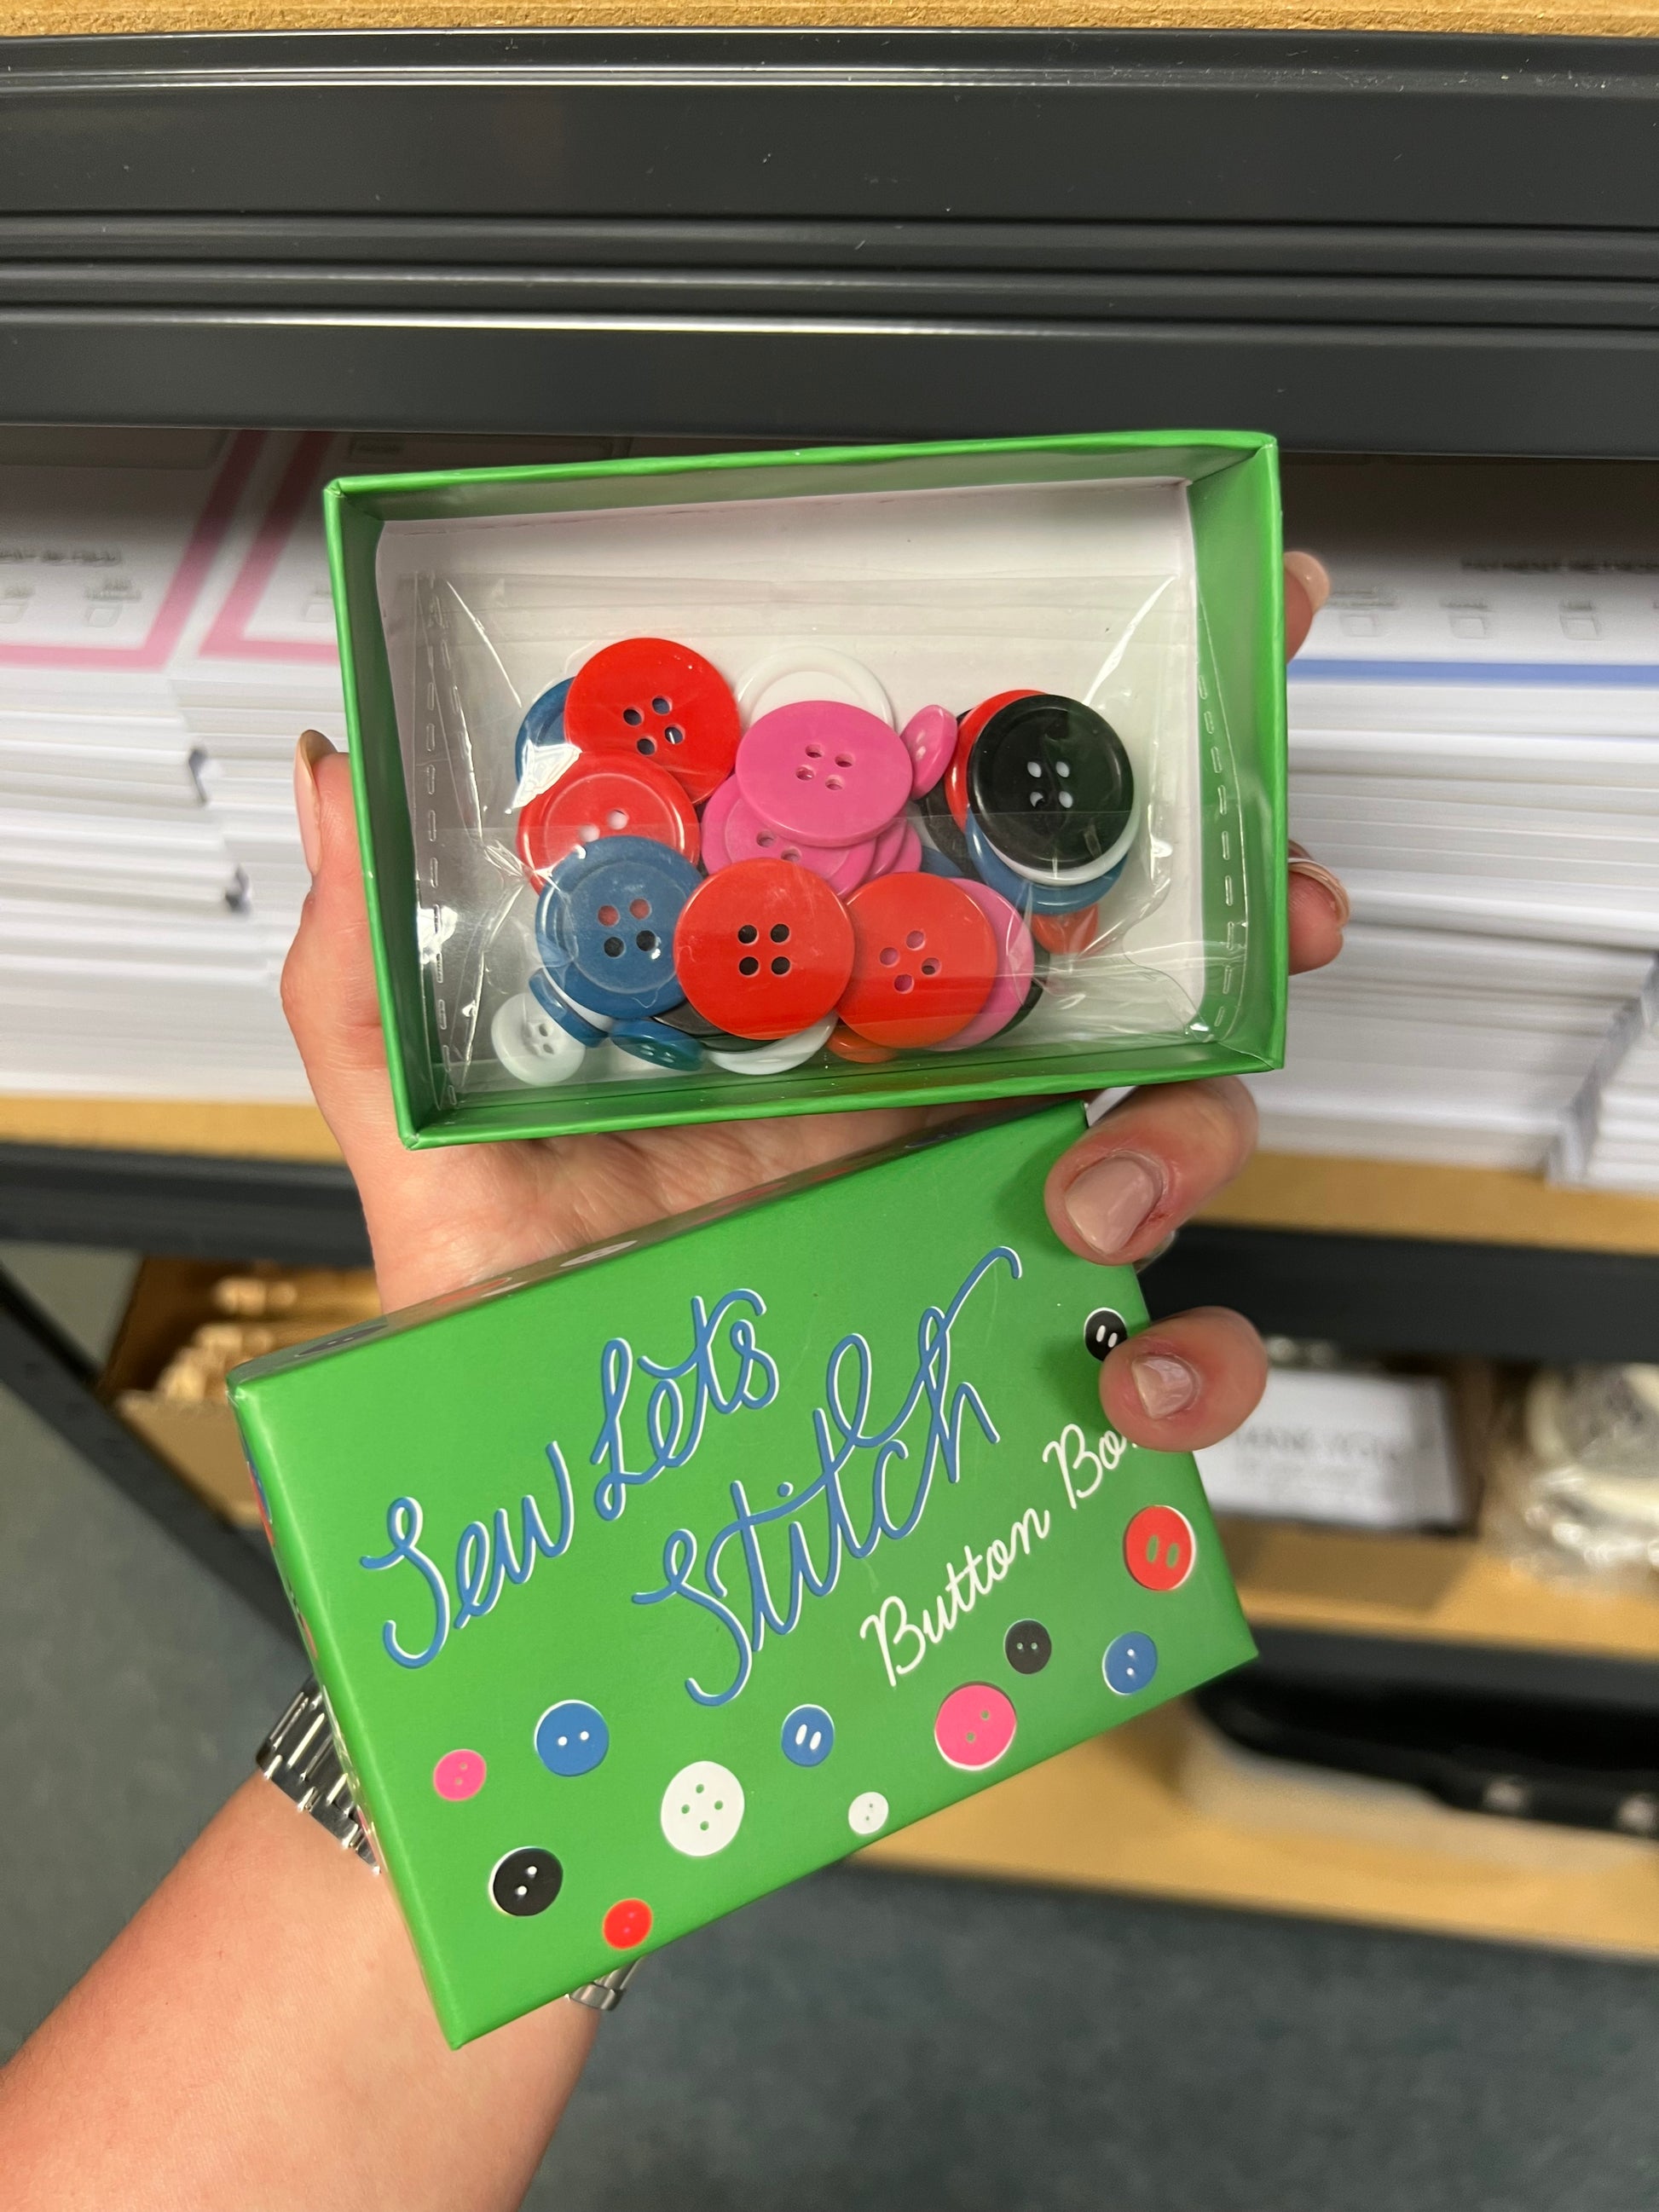 Sew Lets
Stitch
Button Bo